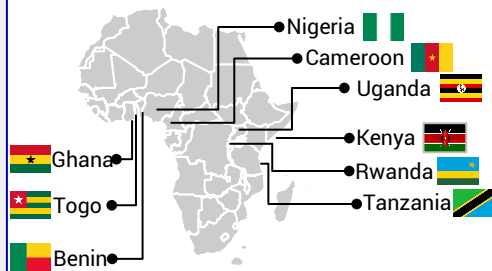 Nigeria
Cameroon
Uganda
Kenya
Rwanda
Tanzania
Ghana
Togo
Benin